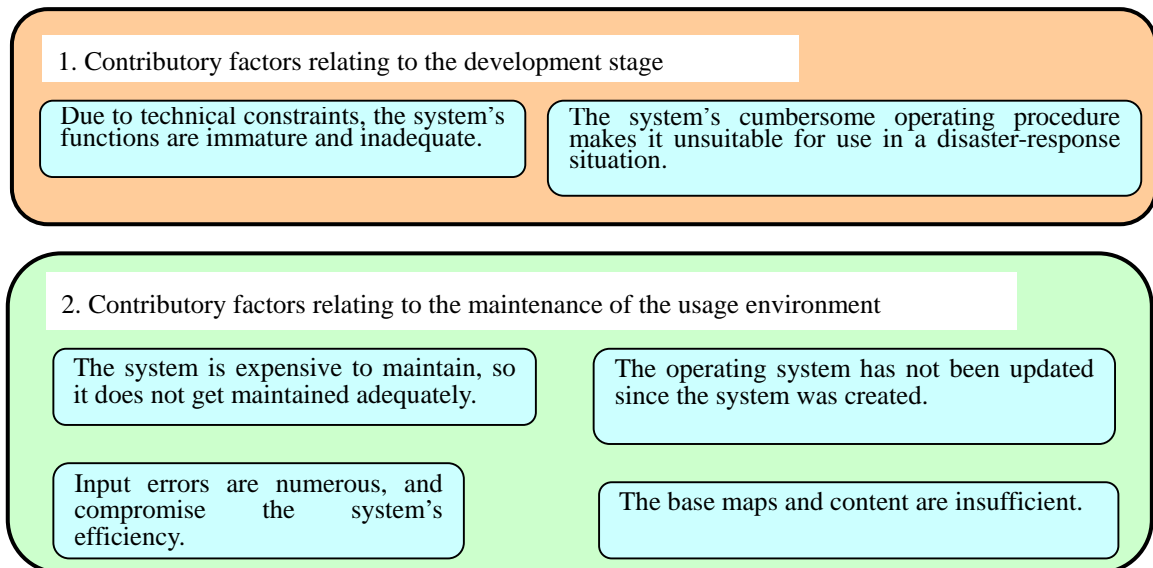 1. Contributory factors relating to the development stage
Due to technical constraints, the system’s
functions are immature and inadequate.
The system’s cumbersome operating procedure
makes it unsuitable for use in a disaster-response
situation.
2. Contributory factors relating to the maintenance of the usage environment
The system is expensive to maintain, so
it does not get maintained adequately.
The operating system has not been updated
since the system was created.
Input errors are numerous, and
compromise the system’s
efficiency.
The base maps and content are insufficient.